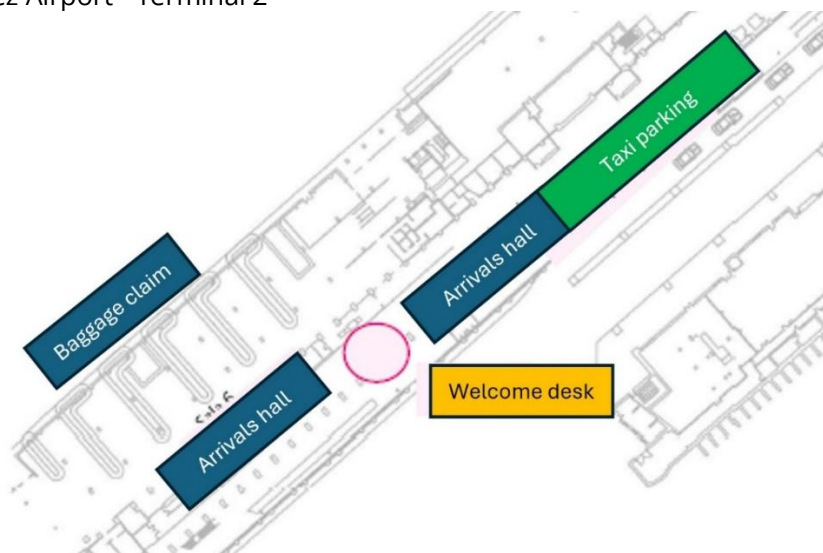 Airport - Terminal 2
Taxi parking
Arrivals hall
Baggage claim
Welcome desk
Arrivals hall